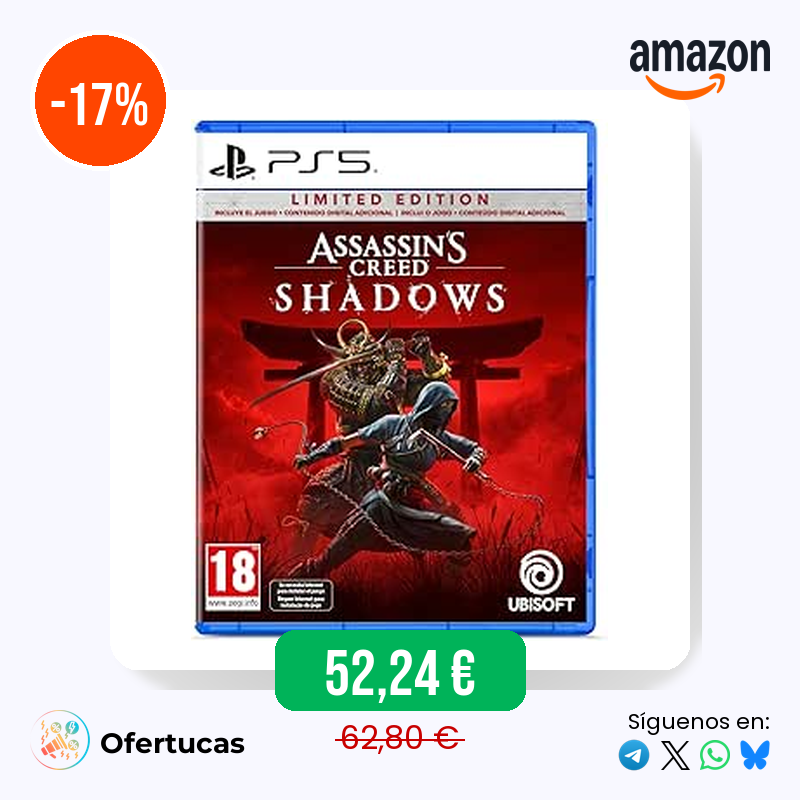 -17%
amazon
PS5
LIMITED EDITION
INCLUYE EL JUEGO + CONTENIDO DIGITAL ADICIONAL | INCLUI O JOGO + CONTEÚDO DIGITAL ADICIONAL
ASSASSIN'S
CREED
SHADOWS
18
www.pegi.info
UBISOFT
52,24 €
62,80 €
Ofertucas
Síguenos en: